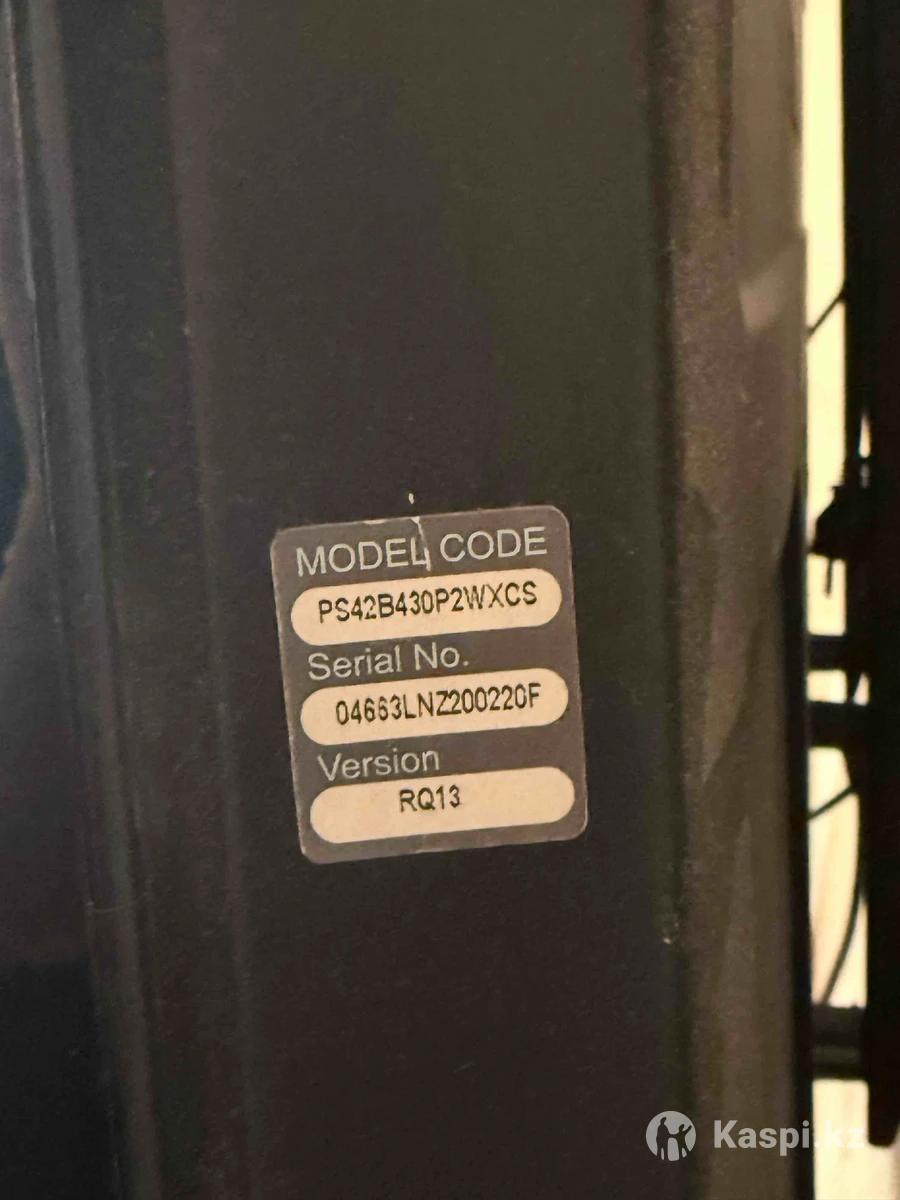 MODEL CODE
PS42B430P2WXCS
Serial No.
04663LNZ200220F
Version
RQ13
Kaspi.kz